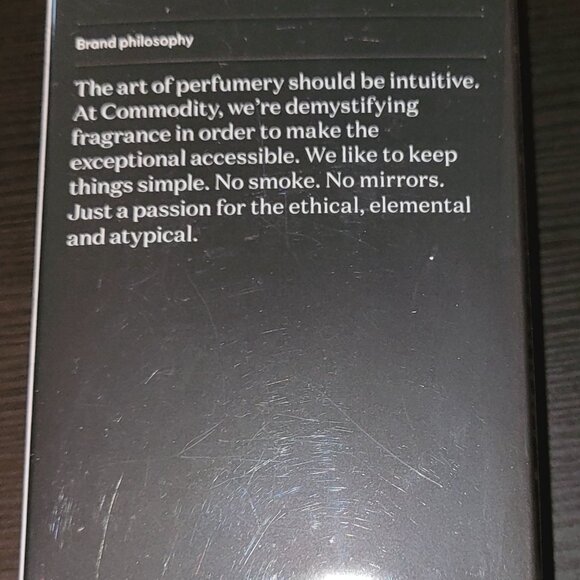 Brand philosophy
The art of perfumery should be intuitive.
At Commodity, we're demystifying
fragrance in order to make the
exceptional accessible. We like to keep
things simple. No smoke. No mirrors.
Just a passion for the ethical, elemental
and atypical.